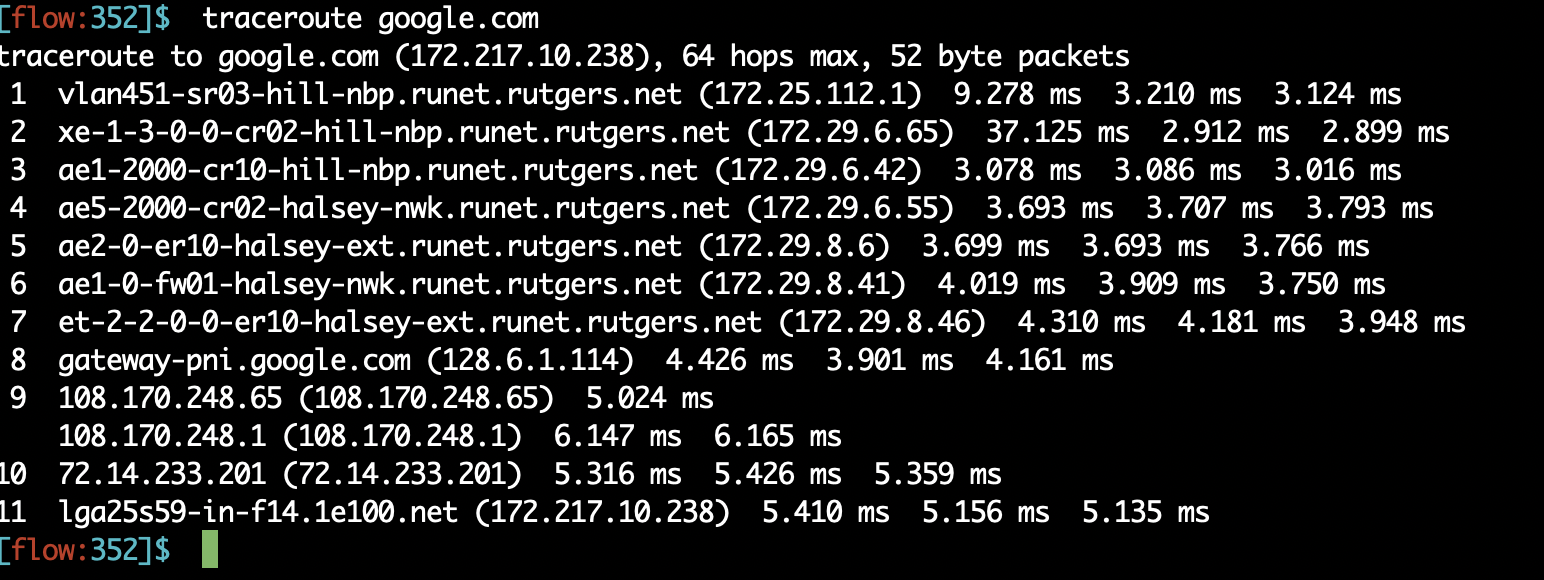 [flow:352]$  traceroute google.com
traceroute to google.com (172.217.10.238), 64 hops max, 52 byte packets
 1  vlan451-sr03-hill-nbp.runet.rutgers.net (172.25.112.1)  9.278 ms  3.210 ms  3.124 ms
 2  xe-1-3-0-0-cr02-hill-nbp.runet.rutgers.net (172.29.6.65)  37.125 ms  2.912 ms  2.899 ms
 3  ae1-2000-cr10-hill-nbp.runet.rutgers.net (172.29.6.42)  3.078 ms  3.086 ms  3.016 ms
 4  ae5-2000-cr02-halsey-nwk.runet.rutgers.net (172.29.6.55)  3.693 ms  3.707 ms  3.793 ms
 5  ae2-0-er10-halsey-ext.runet.rutgers.net (172.29.8.6)  3.699 ms  3.693 ms  3.766 ms
 6  ae1-0-fw01-halsey-nwk.runet.rutgers.net (172.29.8.41)  4.019 ms  3.909 ms  3.750 ms
 7  et-2-2-0-0-er10-halsey-ext.runet.rutgers.net (172.29.8.46)  4.310 ms  4.181 ms  3.948 ms
 8  gateway-pni.google.com (128.6.1.114)  4.426 ms  3.901 ms  4.161 ms
 9  108.170.248.65 (108.170.248.65)  5.024 ms
    108.170.248.1 (108.170.248.1)  6.147 ms  6.165 ms
10  72.14.233.201 (72.14.233.201)  5.316 ms  5.426 ms  5.359 ms
11  lga25s59-in-f14.1e100.net (172.217.10.238)  5.410 ms  5.156 ms  5.135 ms
[flow:352]$